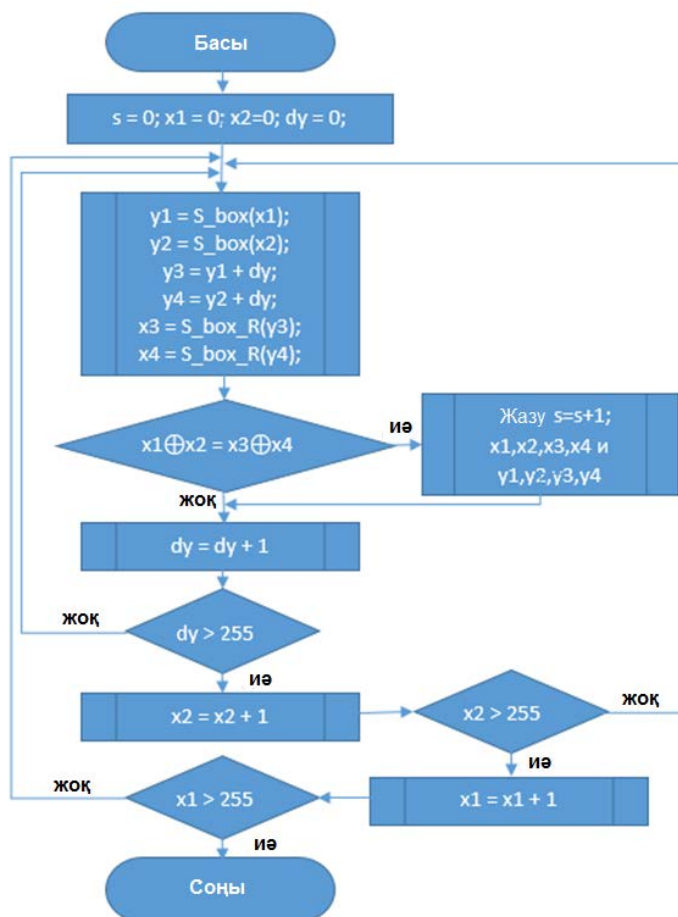 Басы
s = 0; x1 = 0; x2=0; dy = 0;
y1 = S_box(x1);
y2 = S_box(x2);
y3 = y1 + dy;
y4 = y2 + dy;
x3 = S_box_R(y3);
x4 = S_box_R(y4);
x1⊕x2 = x3⊕x4
иә
Жазу s=s+1;
x1,x2,x3,x4 и
y1,y2,y3,y4
жоқ
dy = dy + 1
жоқ
dy > 255
иә
x2 = x2 + 1
x2 > 255
жоқ
иә
x1 = x1 + 1
жоқ
x1 > 255
иә
Соңы